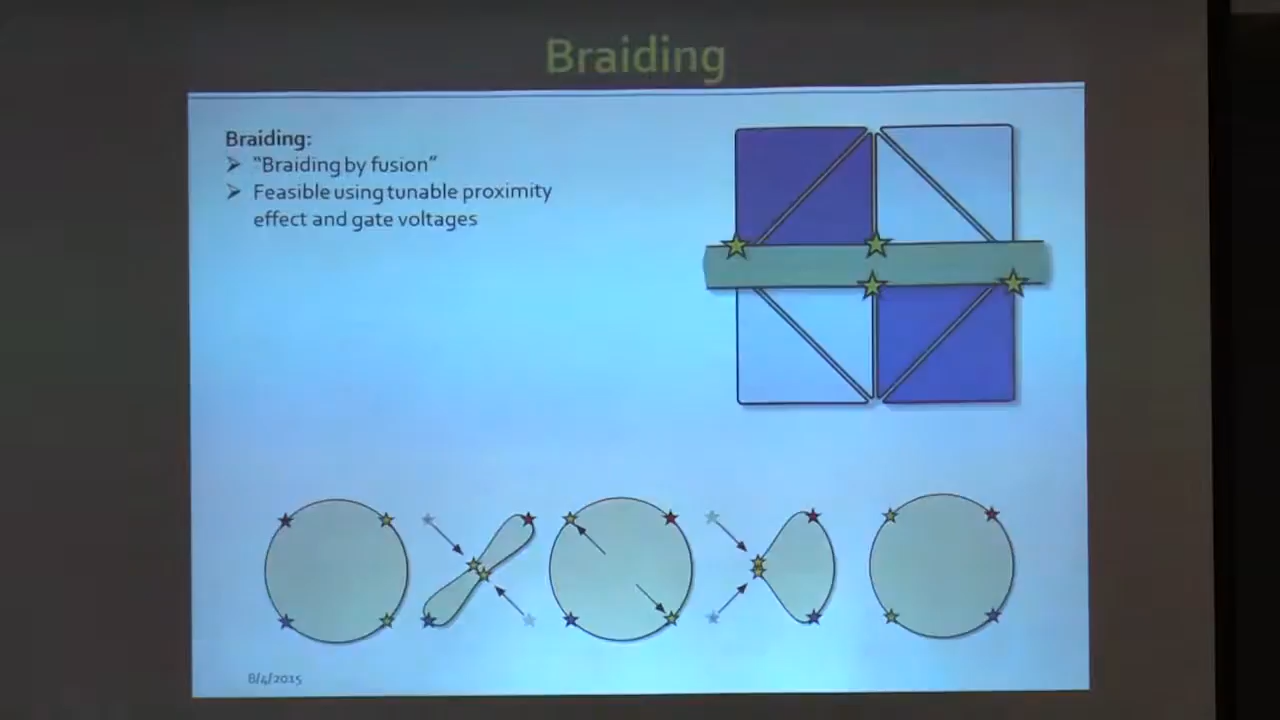 Braiding
Braiding:
“Braiding by fusion”
Feasible using tunable proximity
effect and gate voltages
8/4/2015